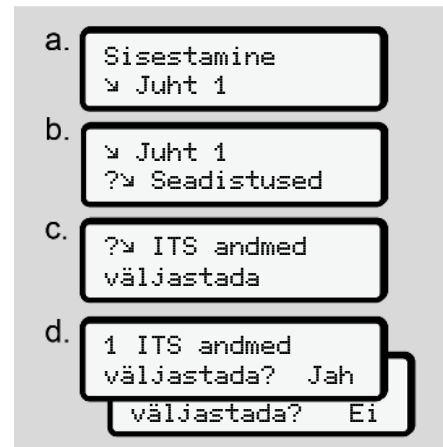 a.
Sisestamine
↘ Juht 1
b.
↘ Juht 1
?↘ Seadistused
c.
?↘ ITS andmed
väljastada
d.
1 ITS andmed
väljastada? Jah
väljastada? Ei